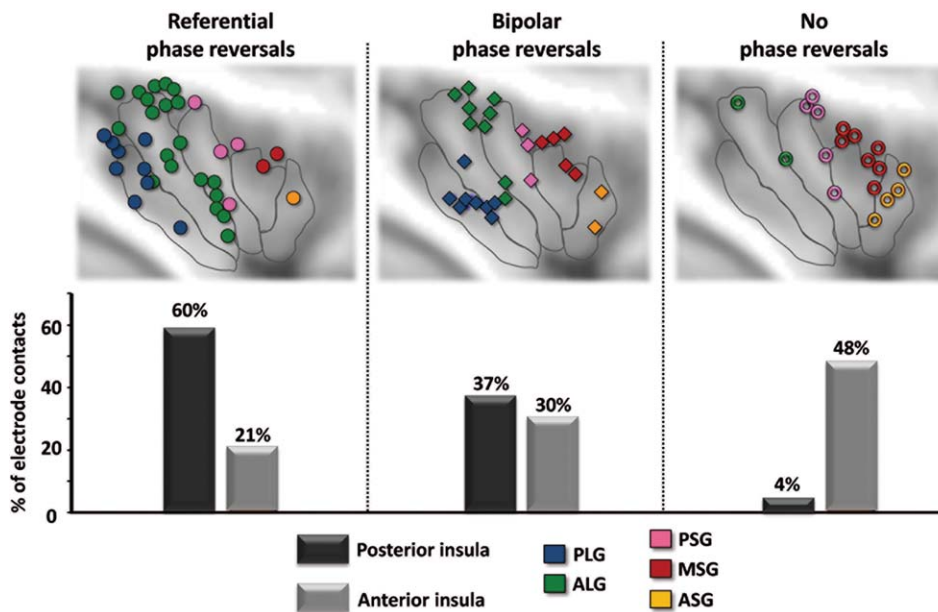 Referential
phase reversals
Bipolar
phase reversals
No
phase reversals
% of electrode contacts
60
40
20
0
60%
21%
37%
30%
4%
48%
Posterior insula
Anterior insula
PLG
ALG
PSG
MSG
ASG